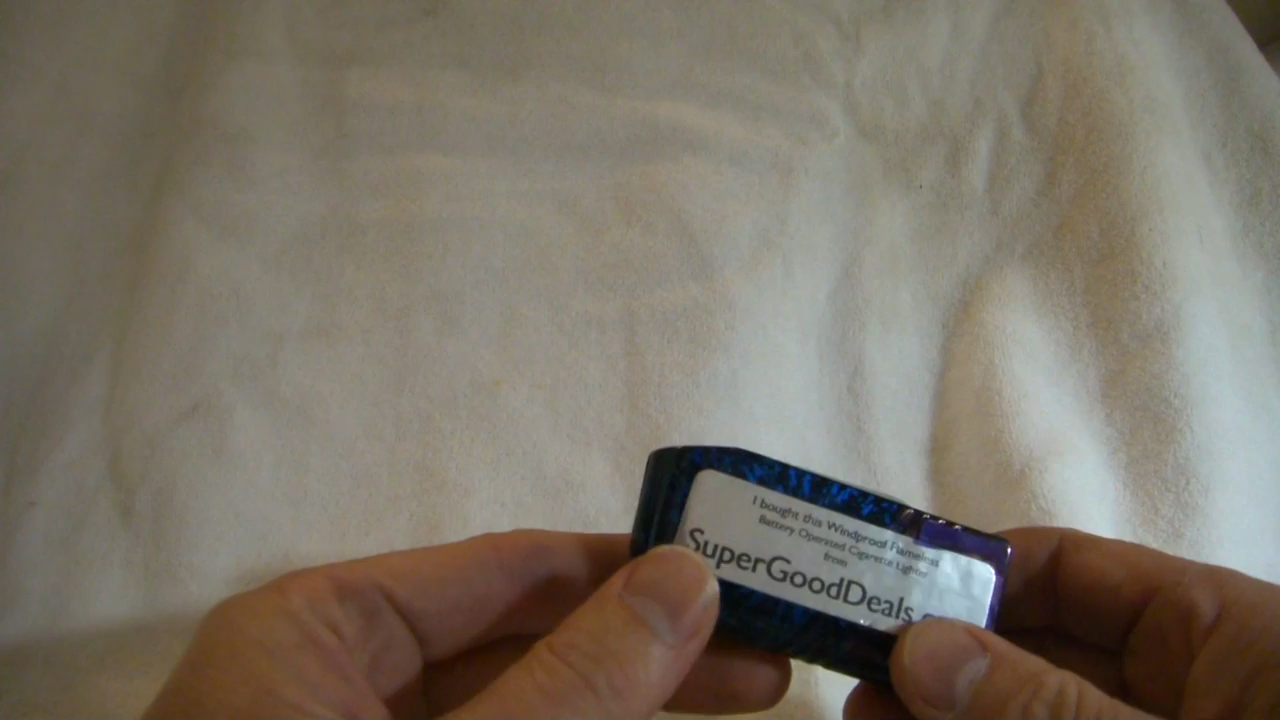 I bought this Windproof Flameless
Battery Operated Cigarette Lighter
from
SuperGoodDeals.c